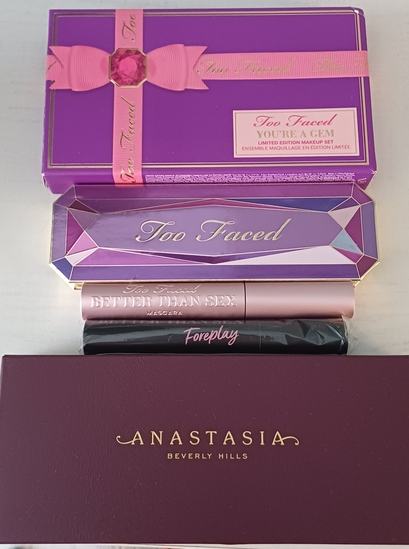 Too
Too Faced
Too Faced
Too Faced
YOU'RE A GEM
LIMITED EDITION MAKEUP SET
ENSEMBLE MAQUILLAGE EN ÉDITION LIMITÉE
Too Faced
Too Faced
BETTER THAN SEX
MASCARA
Foreplay
ANASTASIA
BEVERLY HILLS